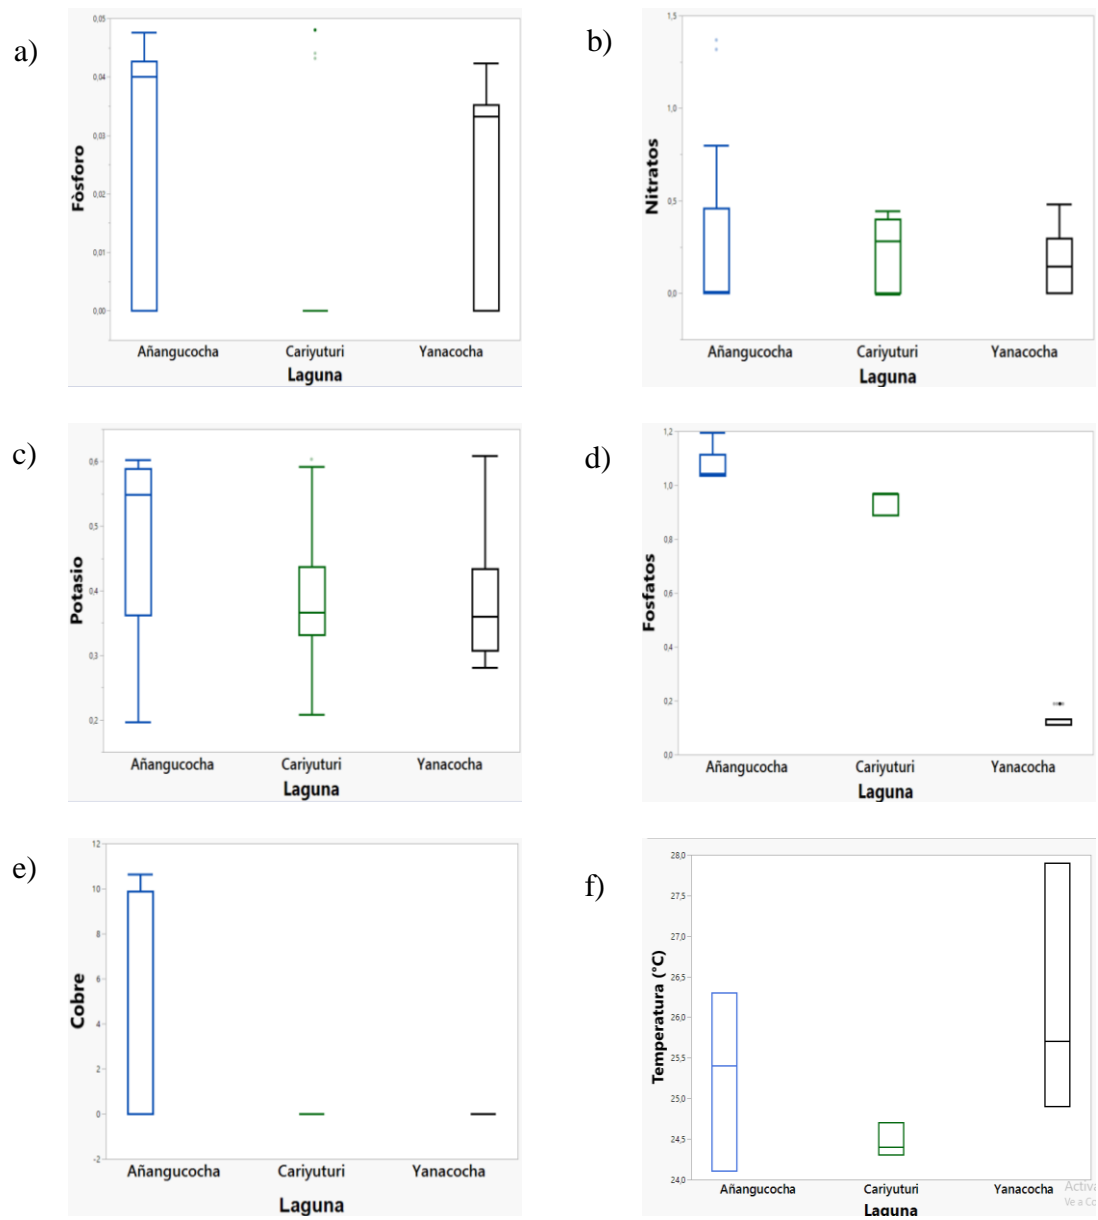 a)
0,05
0,04
0,03
0,02
0,01
0,00
Fòsforo
Añangucocha Cariyuturi Yanacocha
Laguna
b)
1,5
1,0
0,5
0,0
Nitratos
Añangucocha Cariyuturi Yanacocha
Laguna
c)
0,6
0,5
0,4
0,3
0,2
Potasio
Añangucocha Cariyuturi Yanacocha
Laguna
d)
1,2
1,0
0,8
0,6
0,4
0,2
0,0
Fosfatos
Añangucocha Cariyuturi Yanacocha
Laguna
e)
12
10
8
6
4
2
0
-2
Cobre
Añangucocha Cariyuturi Yanacocha
Laguna
f)
28,0
27,5
27,0
26,5
26,0
25,5
25,0
24,5
24,0
Temperatura (°C)
Añangucocha Cariyuturi Yanacocha
Laguna
Activa
Ve a Co